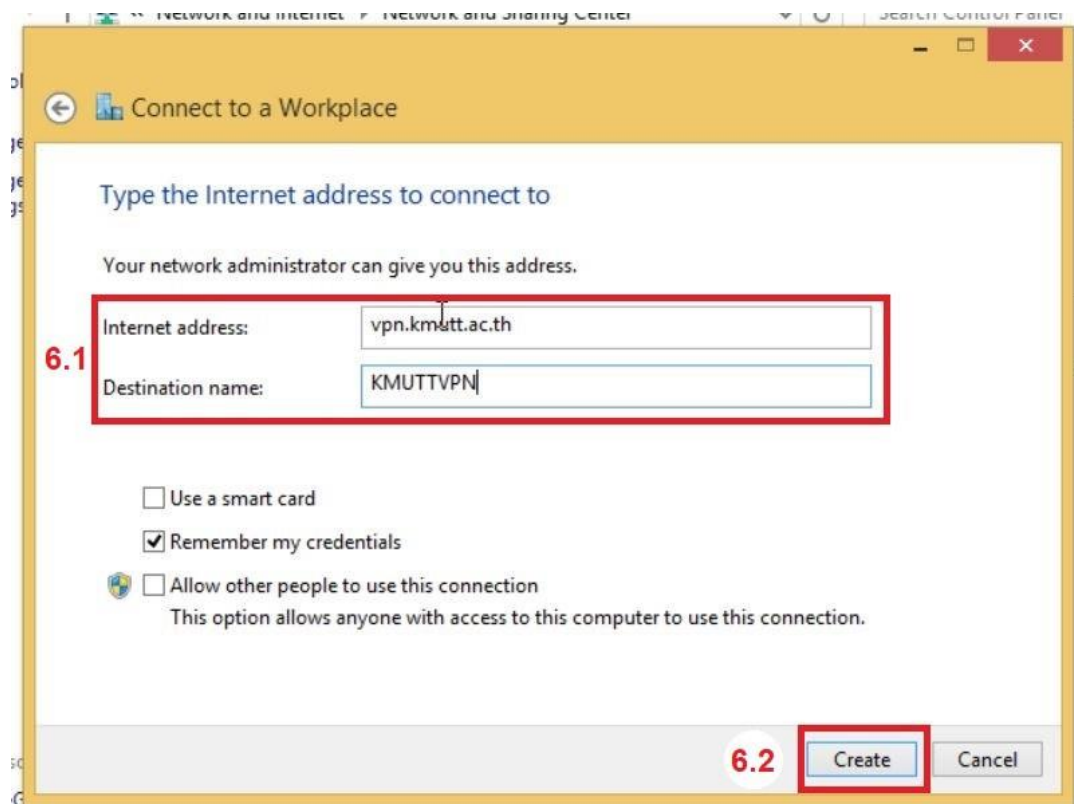 Network and Internet Network and Sharing Center Search Control Panel
Connect to a Workplace
Type the Internet address to connect to
Your network administrator can give you this address.
6.1
Internet address: vpn.kmutt.ac.th
Destination name: KMUTTVPN
Use a smart card
Remember my credentials
Allow other people to use this connection
This option allows anyone with access to this computer to use this connection.
6.2 Create Cancel